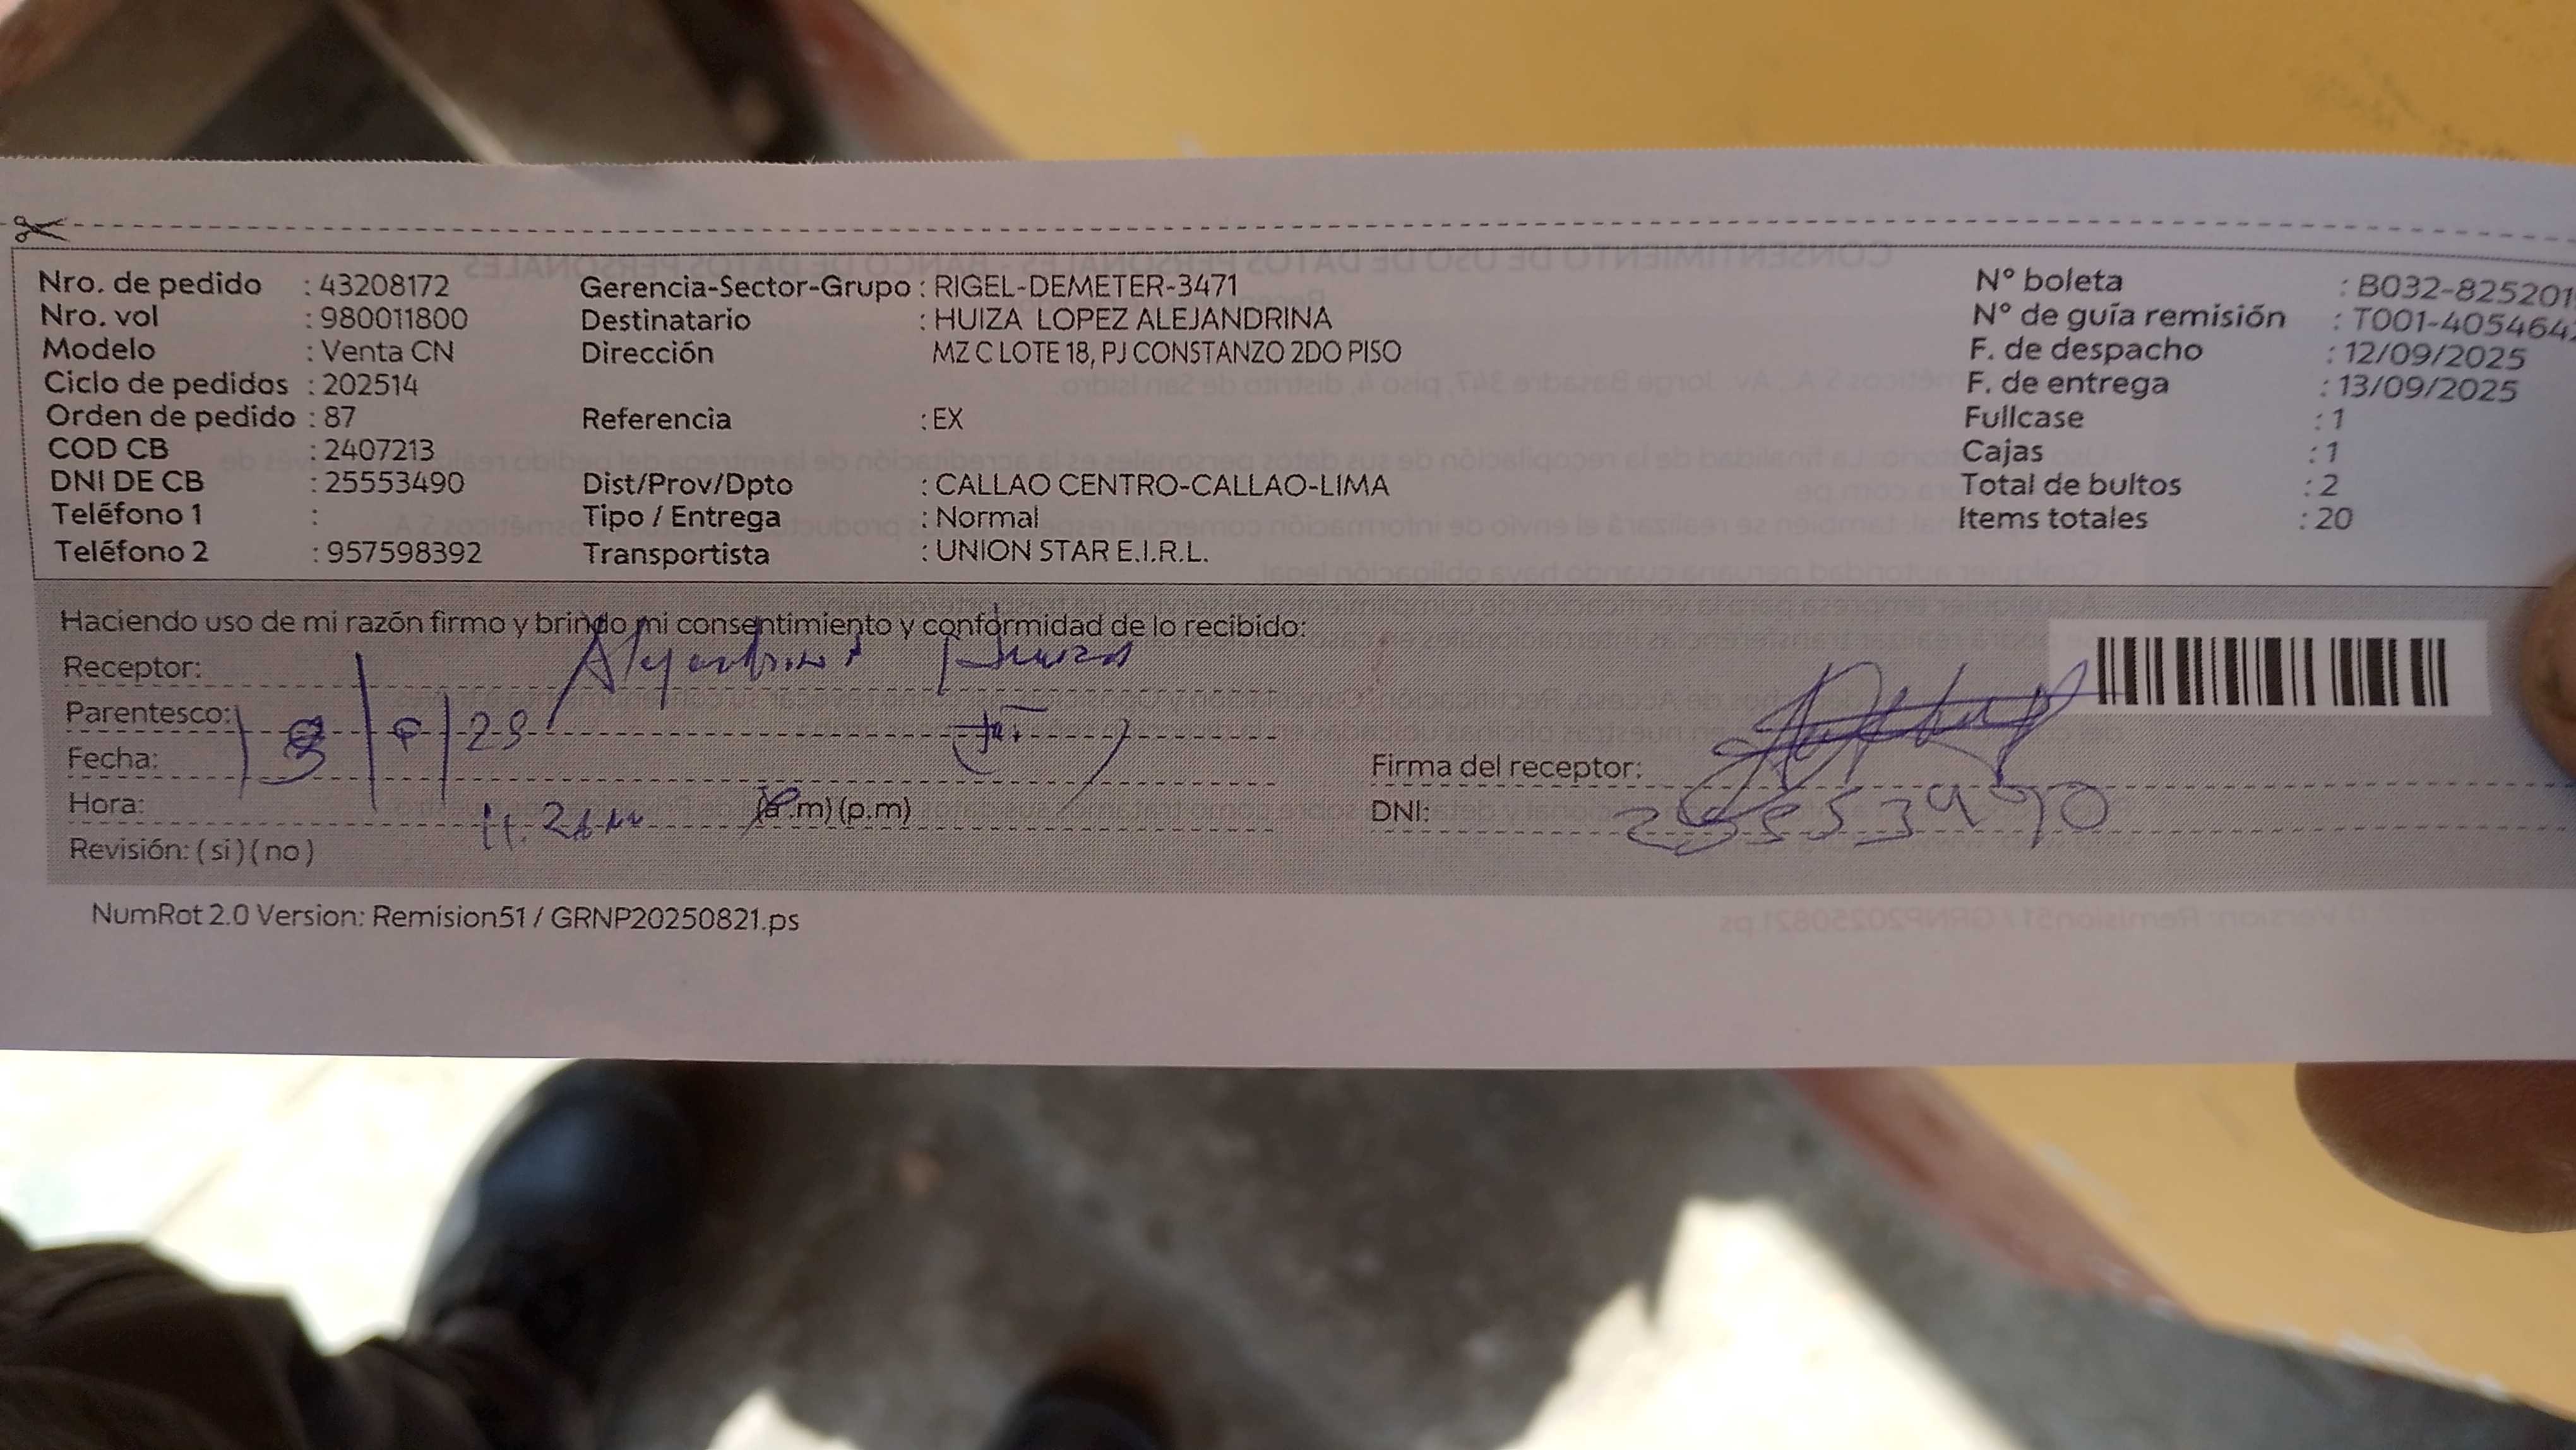 Nro. de pedido : 43208172 Gerencia-Sector-Grupo : RIGEL-DEMETER-3471 N° boleta : B032-825201
Nro. vol : 980011800 Destinatario : HUIZA LOPEZ ALEJANDRINA N° de guía remisión : T001-405464
Modelo : Venta CN Dirección MZ C LOTE 18, PJ CONSTANZO 2DO PISO F. de despacho : 12/09/2025
Ciclo de pedidos : 202514 F. de entrega : 13/09/2025
Orden de pedido : 87 Referencia : EX Fullcase : 1
COD CB : 2407213 Cajas : 1
DNI DE CB : 25553490 Dist/Prov/Dpto : CALLAO CENTRO-CALLAO-LIMA Total de bultos : 2
Teléfono 1 : Tipo / Entrega : Normal Items totales : 20
Teléfono 2 : 957598392 Transportista : UNION STAR E.I.R.L.
Haciendo uso de mi razón firmo y brindo mi consentimiento y conformidad de lo recibido:
Receptor: Alejandrina Huiza
Parentesco:
Fecha: Firma del receptor:
Hora: (a.m) (p.m) DNI: 25553490
Revisión: ( si ) ( no )
NumRot 2.0 Version: Remision51 / GRNP20250821.ps